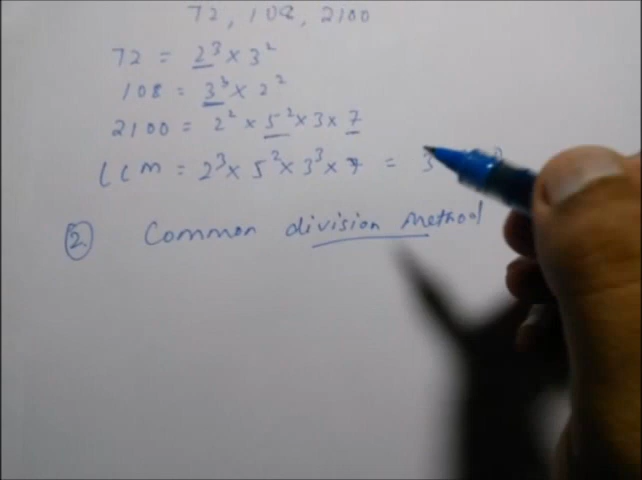 72, 108, 2100
72 = 2³ × 3²
108 = 3³ × 2²
2100 = 2² × 5² × 3 × 7
LCM = 2³ × 5² × 3³ × 7 = 3
② Common division method